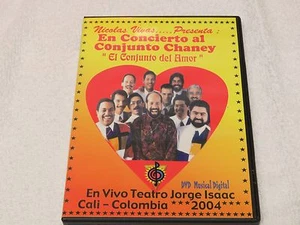 Nicolas Vivas.....Presenta :
En Concierto al
Conjunto Chaney
" El Conjunto del Amor "
DVD Musical Digital
En Vivo Teatro Jorge Isaac
Cali - Colombia 2004